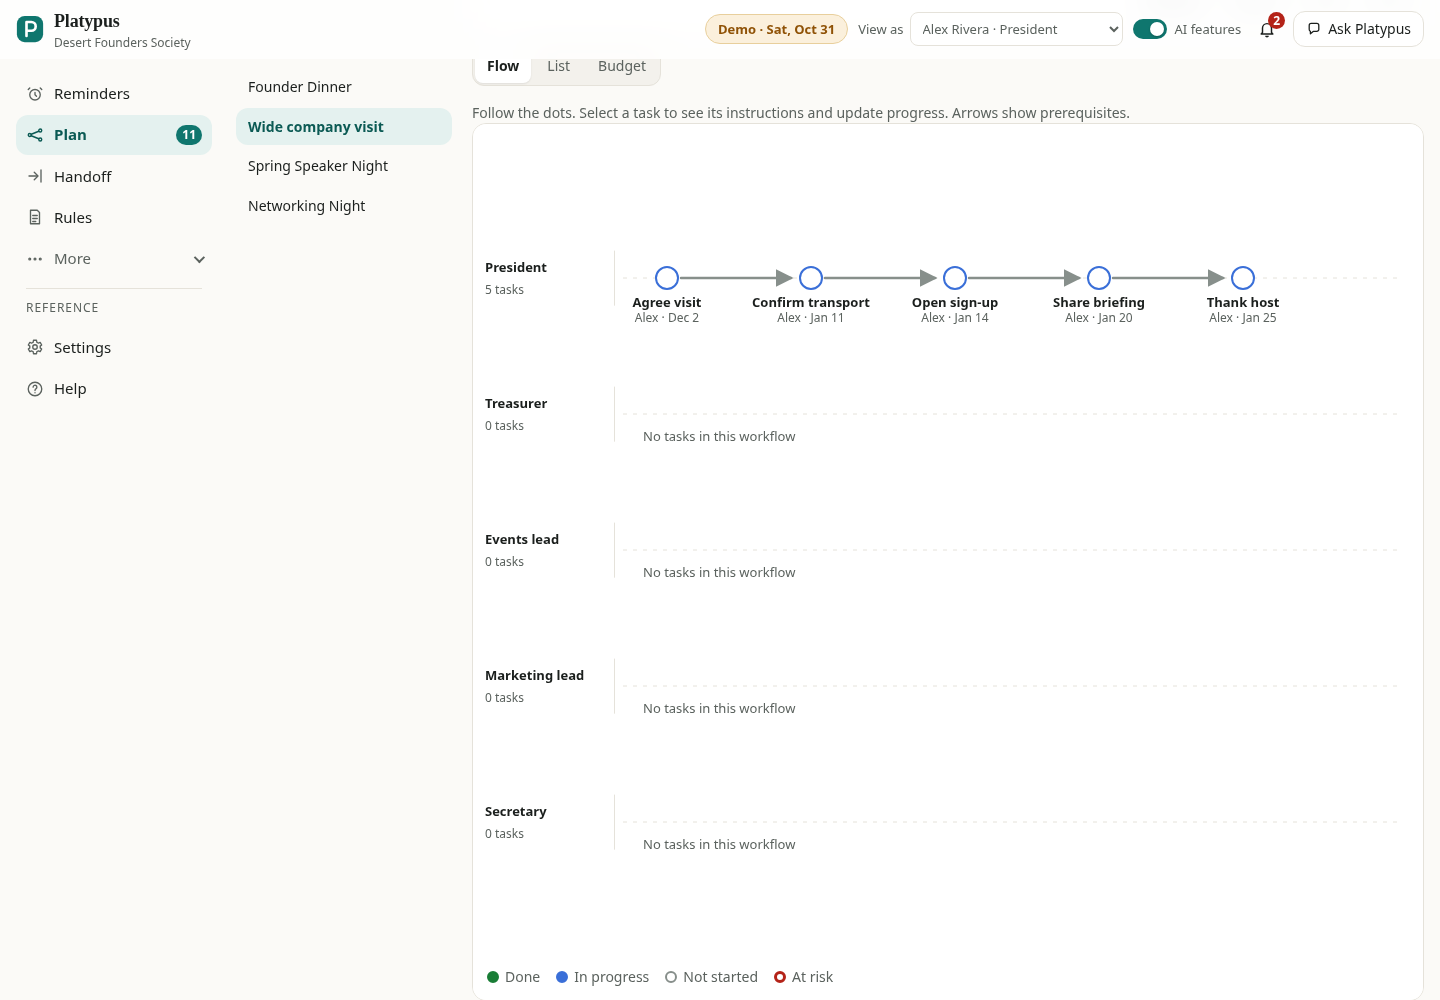 Platypus
Desert Founders Society
Demo · Sat, Oct 31
View as
Alex Rivera · President
AI features
2
Ask Platypus
Reminders
Plan
11
Handoff
Rules
More
REFERENCE
Settings
Help
Founder Dinner
Wide company visit
Spring Speaker Night
Networking Night
Flow
List
Budget
Follow the dots. Select a task to see its instructions and update progress. Arrows show prerequisites.
President
5 tasks
Agree visit
Alex · Dec 2
Confirm transport
Alex · Jan 11
Open sign-up
Alex · Jan 14
Share briefing
Alex · Jan 20
Thank host
Alex · Jan 25
Treasurer
0 tasks
No tasks in this workflow
Events lead
0 tasks
No tasks in this workflow
Marketing lead
0 tasks
No tasks in this workflow
Secretary
0 tasks
No tasks in this workflow
Done
In progress
Not started
At risk